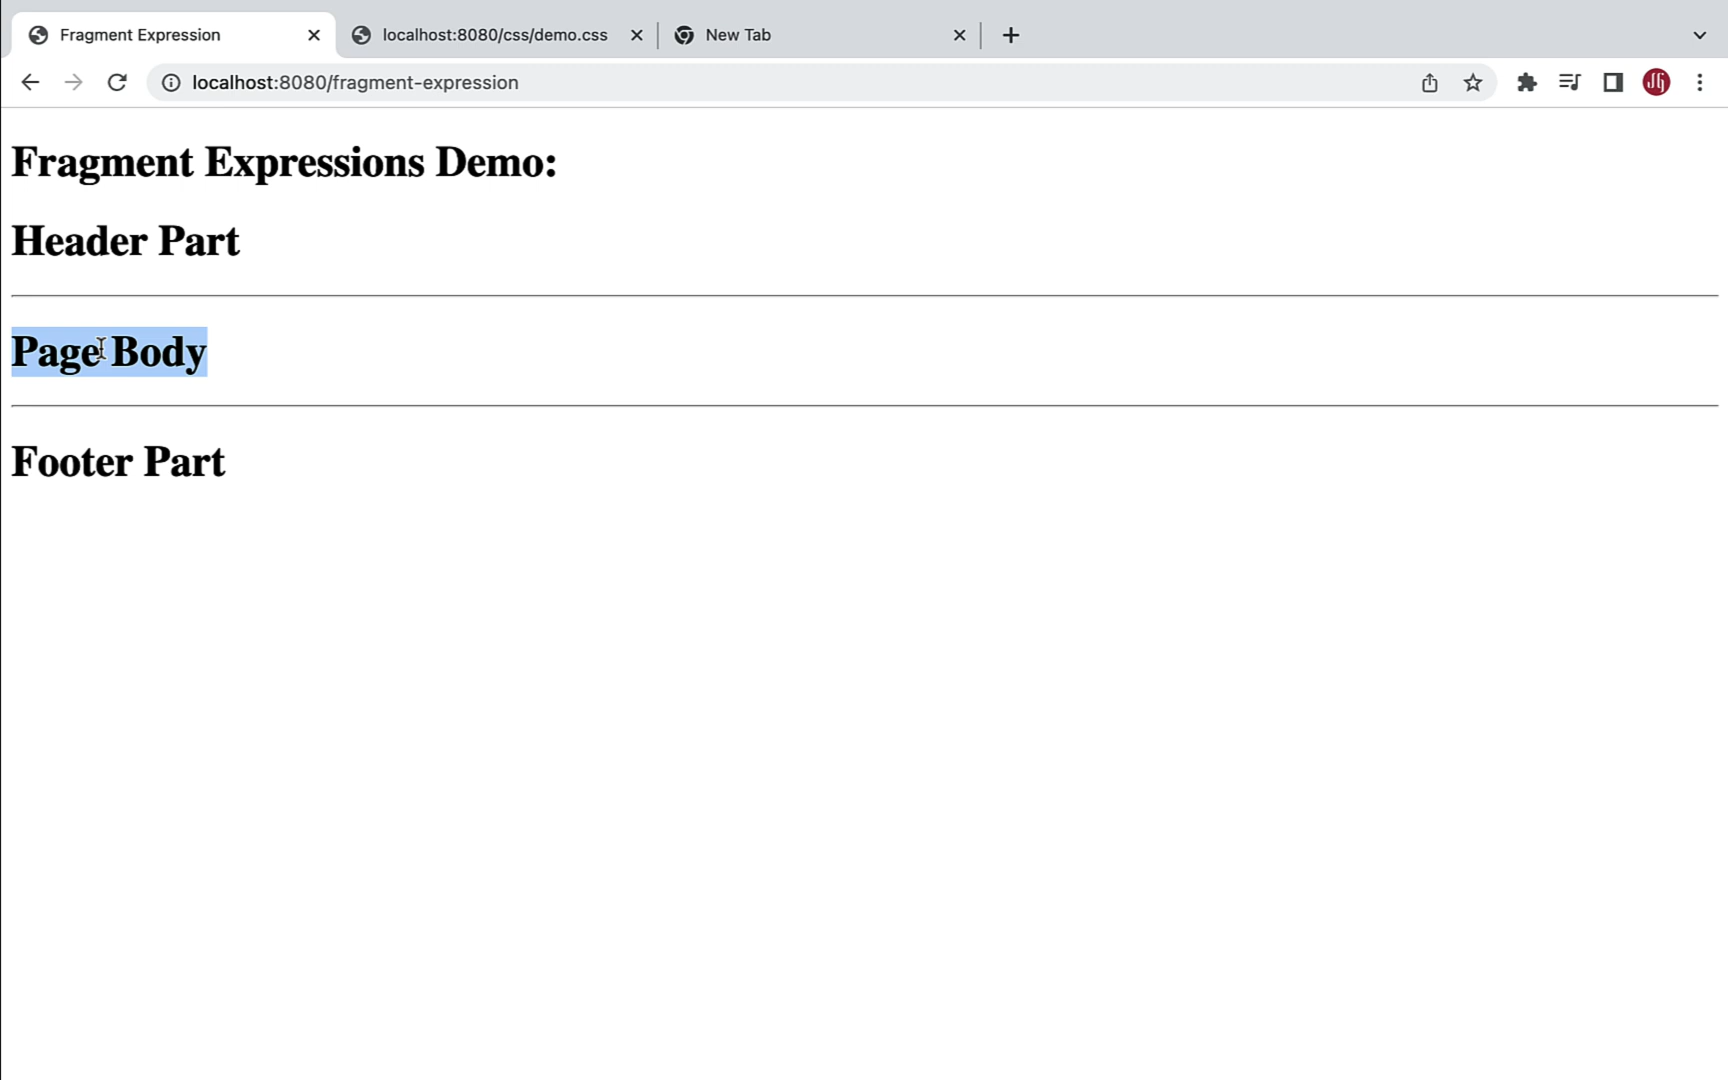 Fragment Expression
localhost:8080/css/demo.css
New Tab
localhost:8080/fragment-expression
Fragment Expressions Demo:
Header Part
Page Body
Footer Part